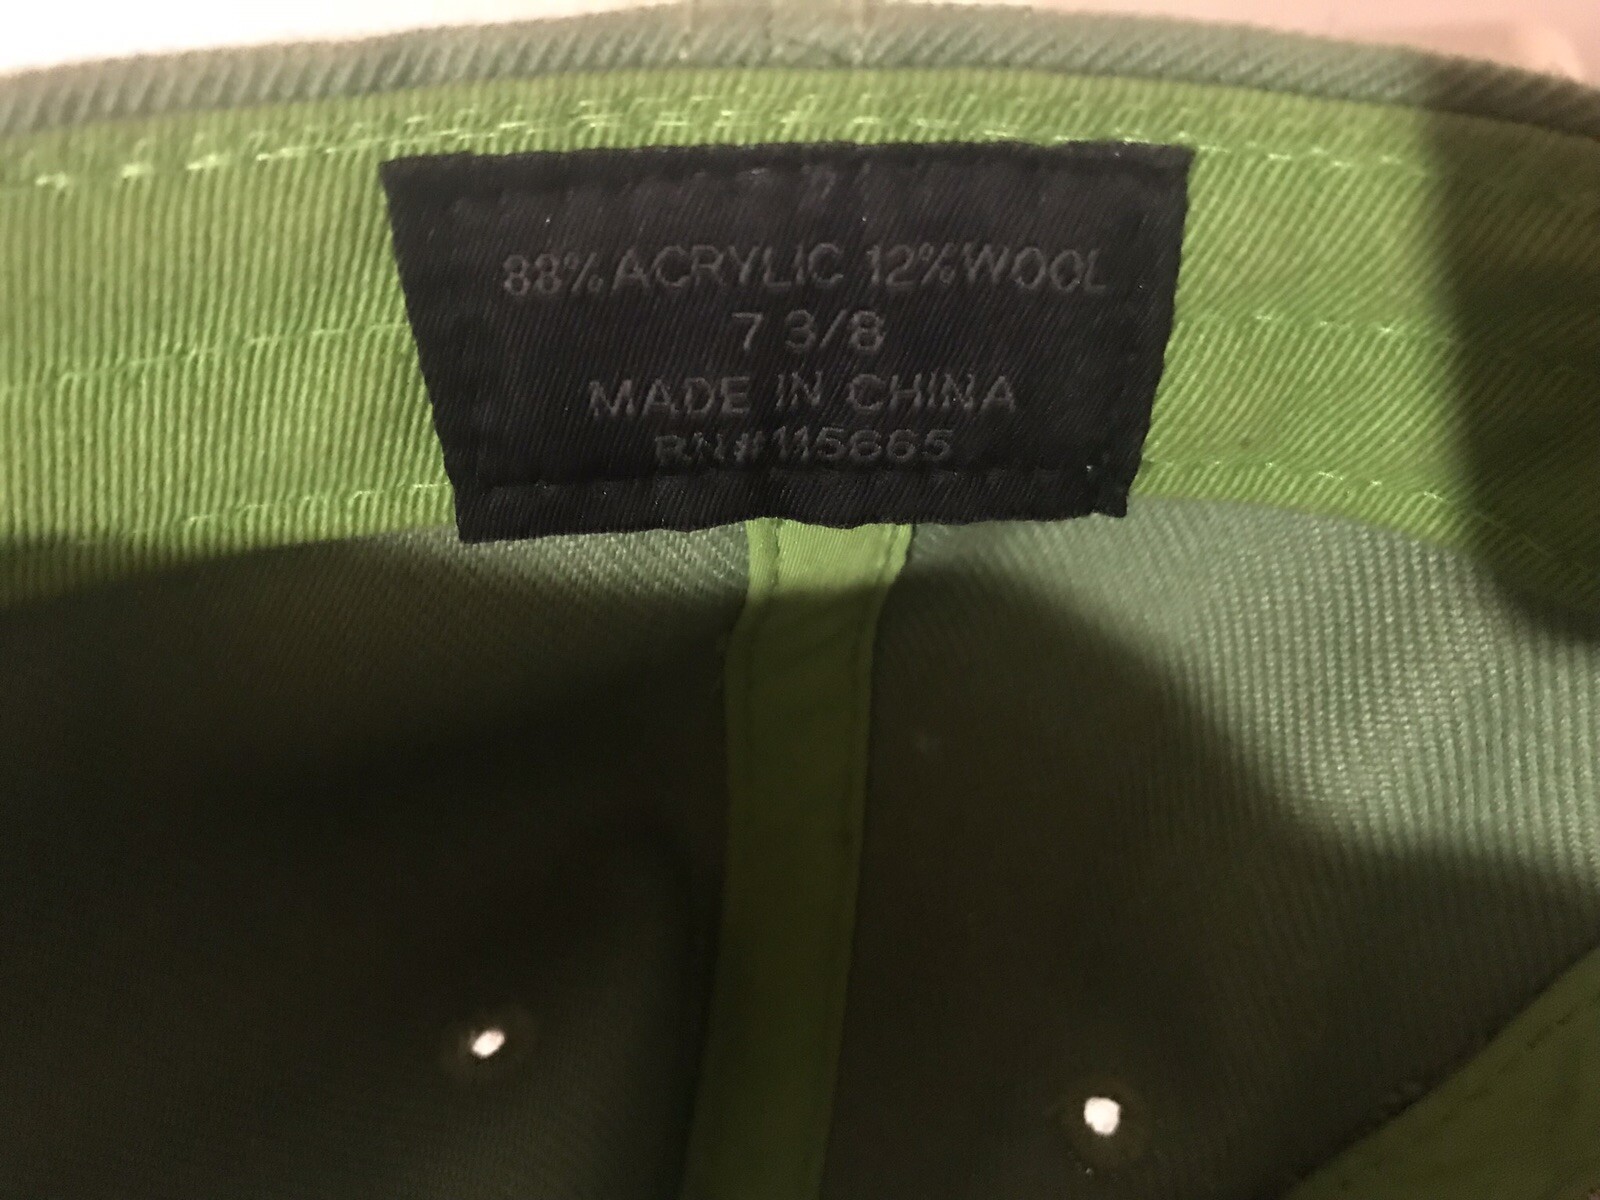 88% ACRYLIC 12% WOOL
7 3/8
MADE IN CHINA
RN#115665